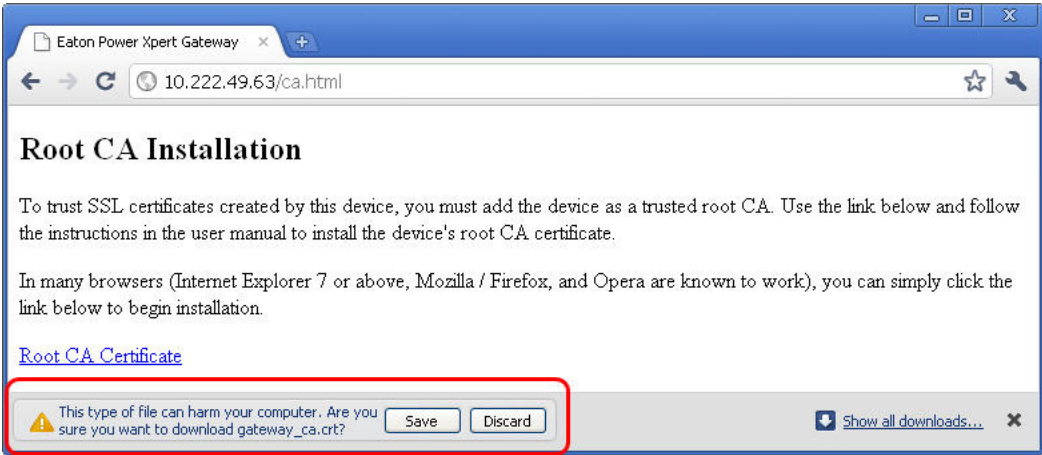 Eaton Power Xpert Gateway
10.222.49.63/ca.html
Root CA Installation
To trust SSL certificates created by this device, you must add the device as a trusted root CA. Use the link below and follow
the instructions in the user manual to install the device's root CA certificate.
In many browsers (Internet Explorer 7 or above, Mozilla / Firefox, and Opera are known to work), you can simply click the
link below to begin installation.
Root CA Certificate
This type of file can harm your computer. Are you
sure you want to download gateway_ca.crt?
Save
Discard
Show all downloads...